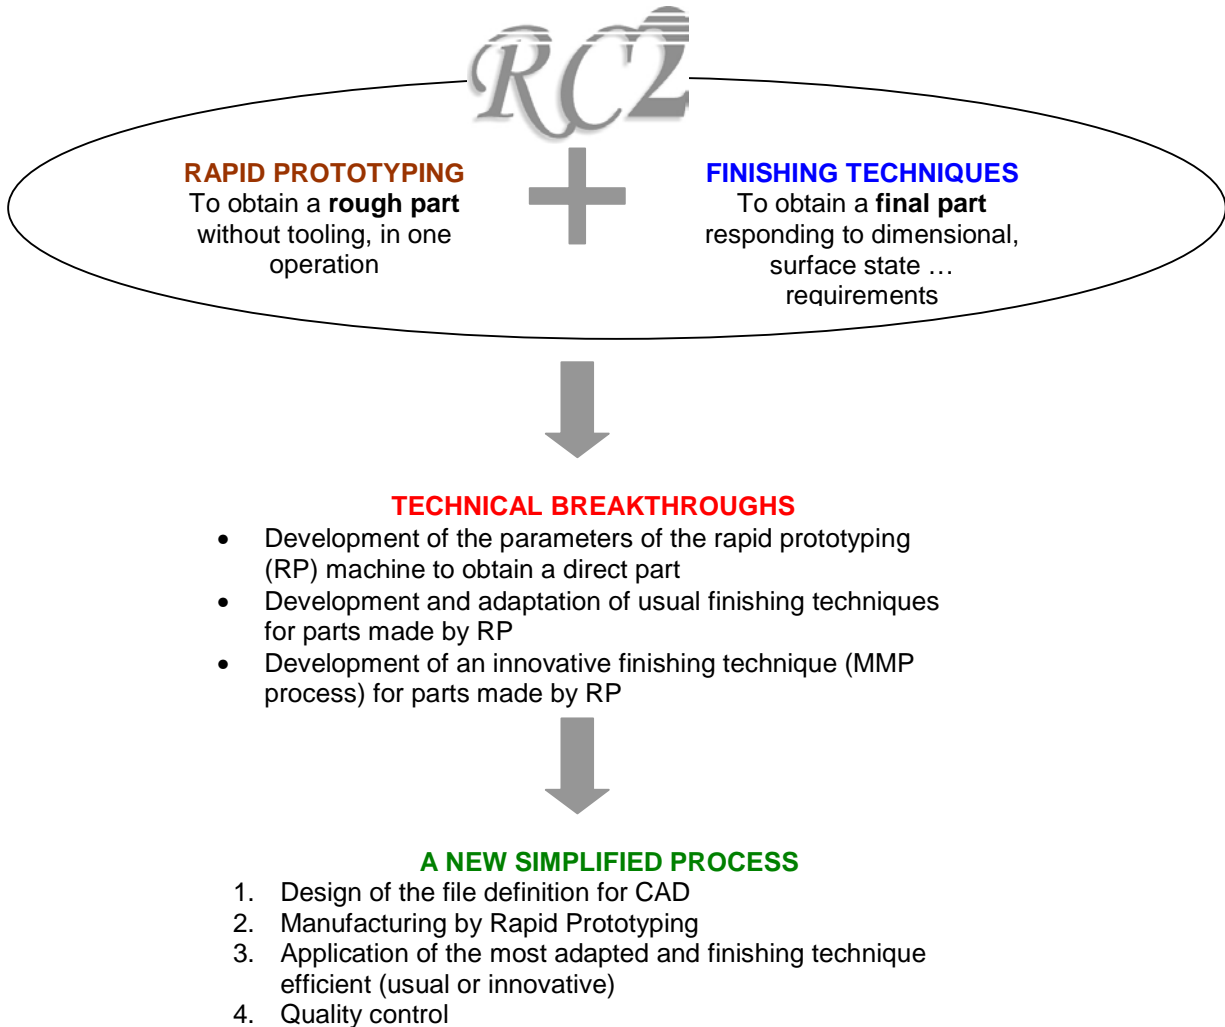 RC2
RAPID PROTOTYPING
To obtain a rough part
without tooling, in one
operation
FINISHING TECHNIQUES
To obtain a final part
responding to dimensional,
surface state …
requirements
TECHNICAL BREAKTHROUGHS
• Development of the parameters of the rapid prototyping
(RP) machine to obtain a direct part
• Development and adaptation of usual finishing techniques
for parts made by RP
• Development of an innovative finishing technique (MMP
process) for parts made by RP
A NEW SIMPLIFIED PROCESS
1. Design of the file definition for CAD
2. Manufacturing by Rapid Prototyping
3. Application of the most adapted and finishing technique
efficient (usual or innovative)
4. Quality control